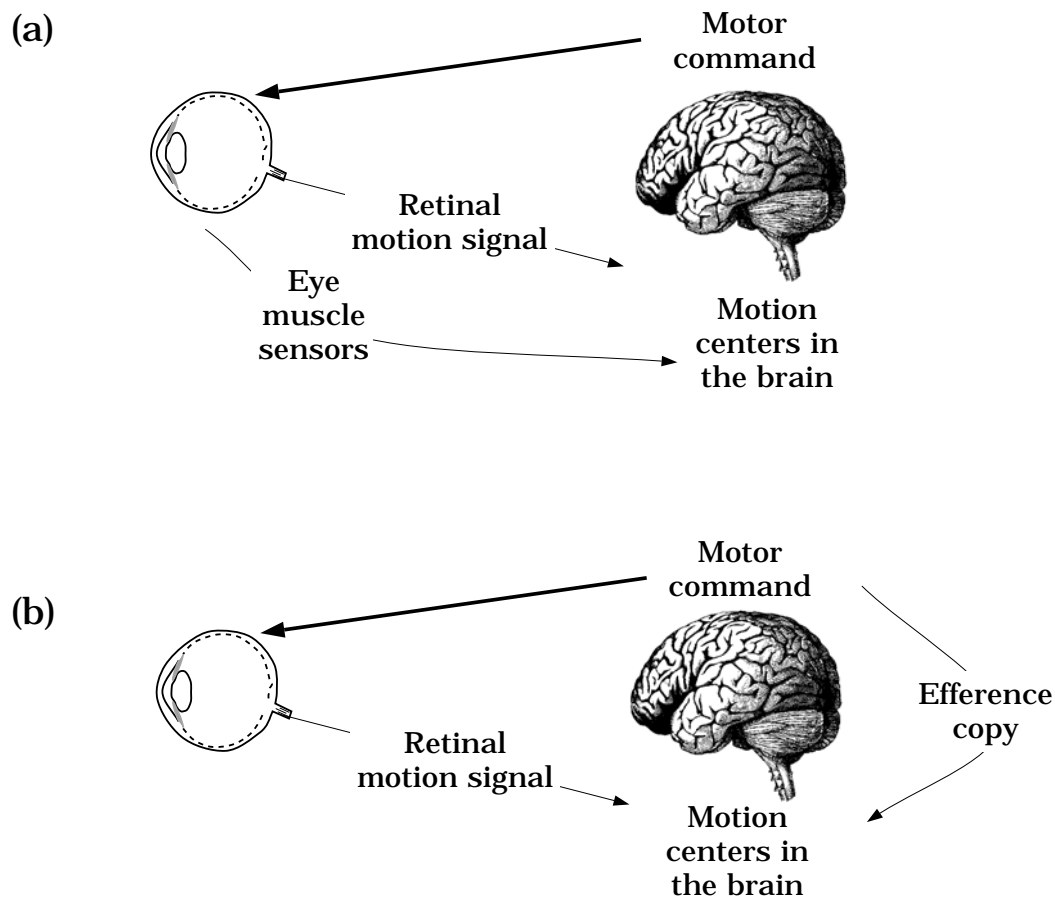 (a)
Motor
command
Retinal
motion signal
Eye
muscle
sensors
Motion
centers in
the brain
(b)
Motor
command
Efference
copy
Retinal
motion signal
Motion
centers in
the brain